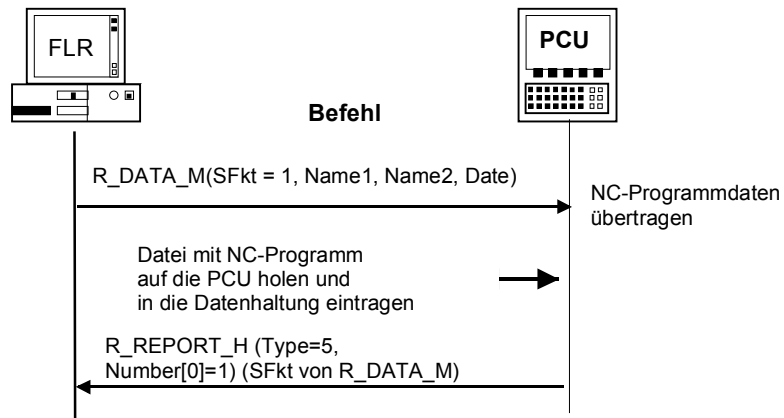 FLR
PCU
Befehl
R_DATA_M(SFkt = 1, Name1, Name2, Date)
NC-Programmdaten
übertragen
Datei mit NC-Programm
auf die PCU holen und
in die Datenhaltung eintragen
R_REPORT_H (Type=5,
Number[0]=1) (SFkt von R_DATA_M)